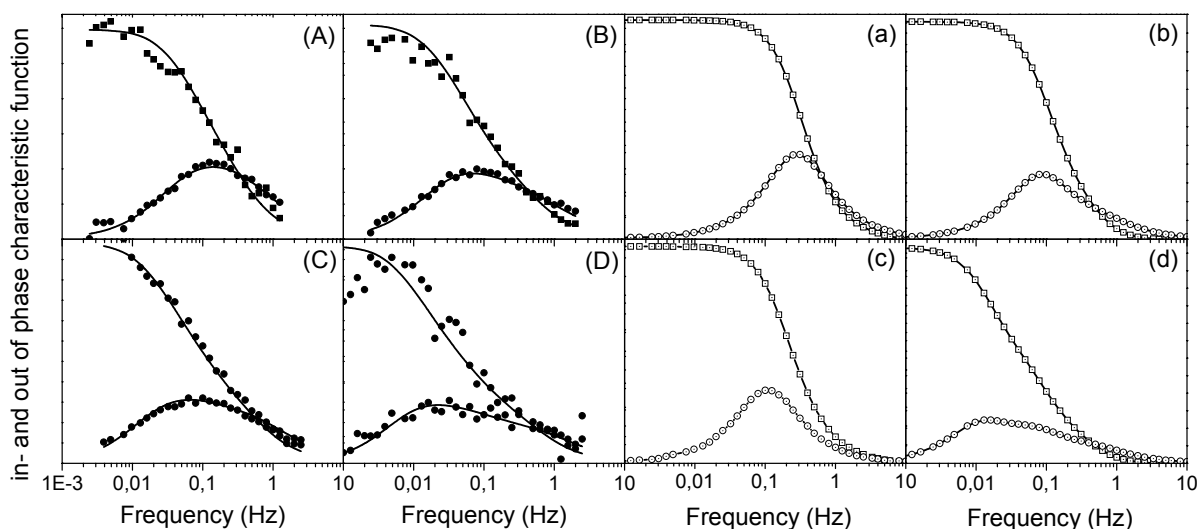 in- and out of phase characteristic function
(A)
(B)
(a)
(b)
(C)
(D)
(c)
(d)
1E-3 0,01 0,1 1 10 0,01 0,1 1 10 0,01 0,1 1 10 0,01 0,1 1 10
Frequency (Hz) Frequency (Hz) Frequency (Hz) Frequency (Hz)